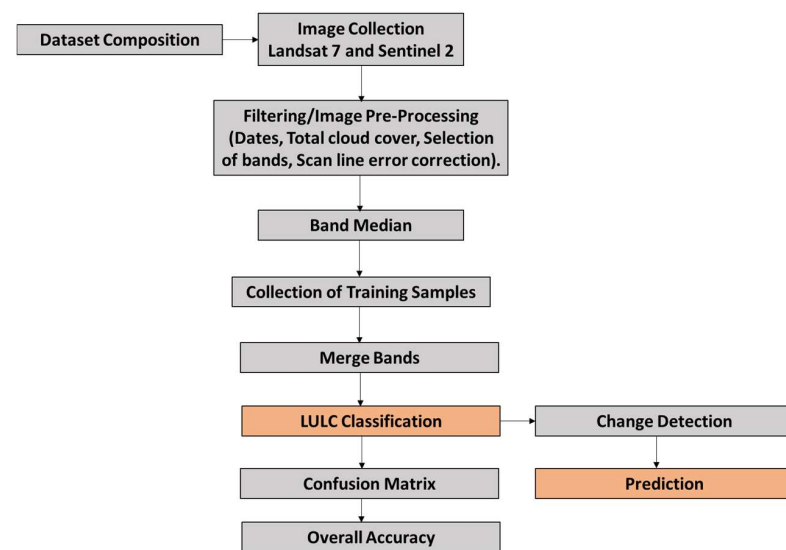 Dataset Composition
Image Collection
Landsat 7 and Sentinel 2
Filtering/Image Pre-Processing
(Dates, Total cloud cover, Selection
of bands, Scan line error correction).
Band Median
Collection of Training Samples
Merge Bands
LULC Classification
Change Detection
Confusion Matrix
Prediction
Overall Accuracy